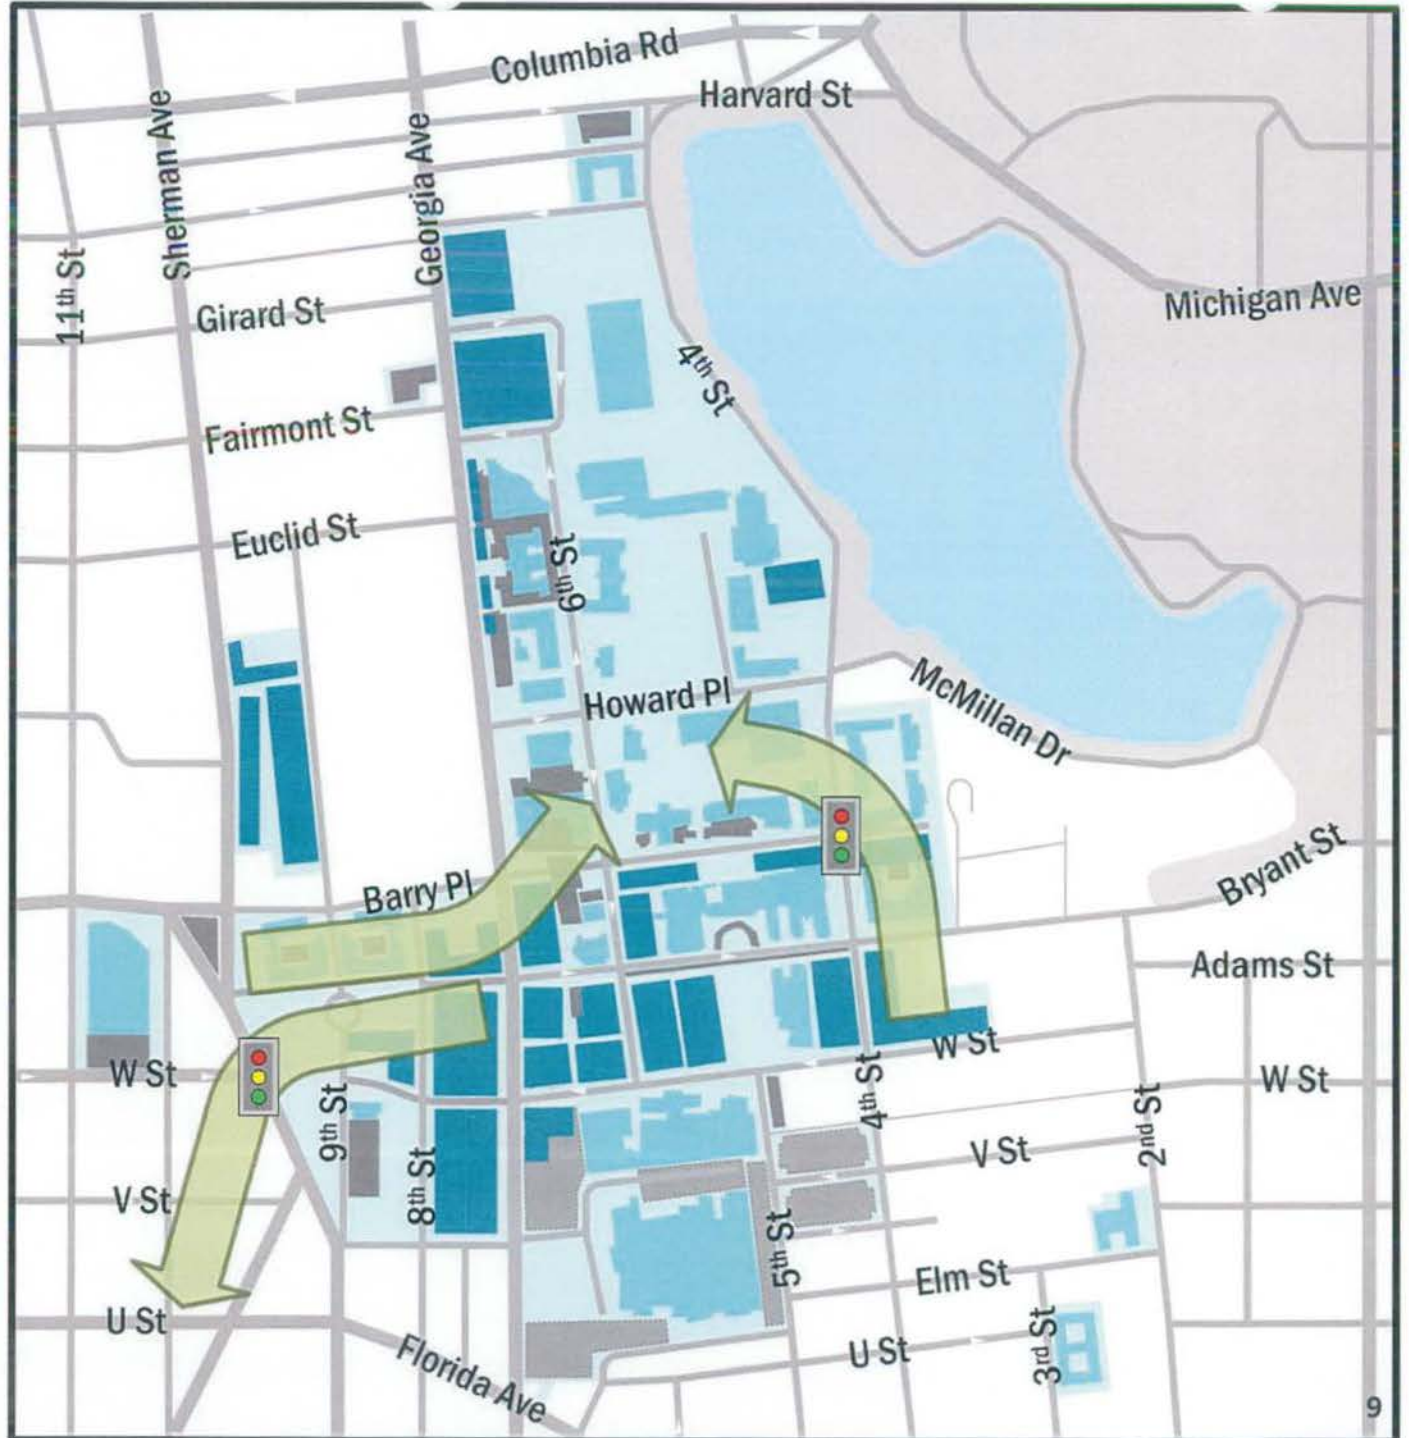 Columbia Rd
Harvard St
Sherman Ave
Georgia Ave
11th St
Michigan Ave
Girard St
4th St
Fairmont St
Euclid St
6th St
Howard Pl
McMillan Dr
Bryant St
Barry Pl
Adams St
W St
W St
W St
9th St
4th St
2nd St
V St
V St
8th St
5th St
Elm St
U St
U St
3rd St
Florida Ave
9